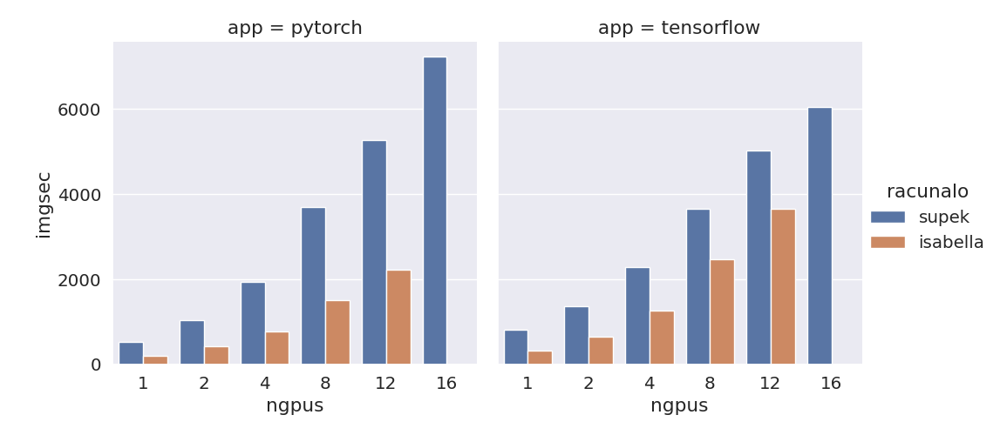 app = pytorch
app = tensorflow
6000
4000
2000
0
imgsec
1 2 4 8 12 16
1 2 4 8 12 16
ngpus
ngpus
racunalo
supek
isabella